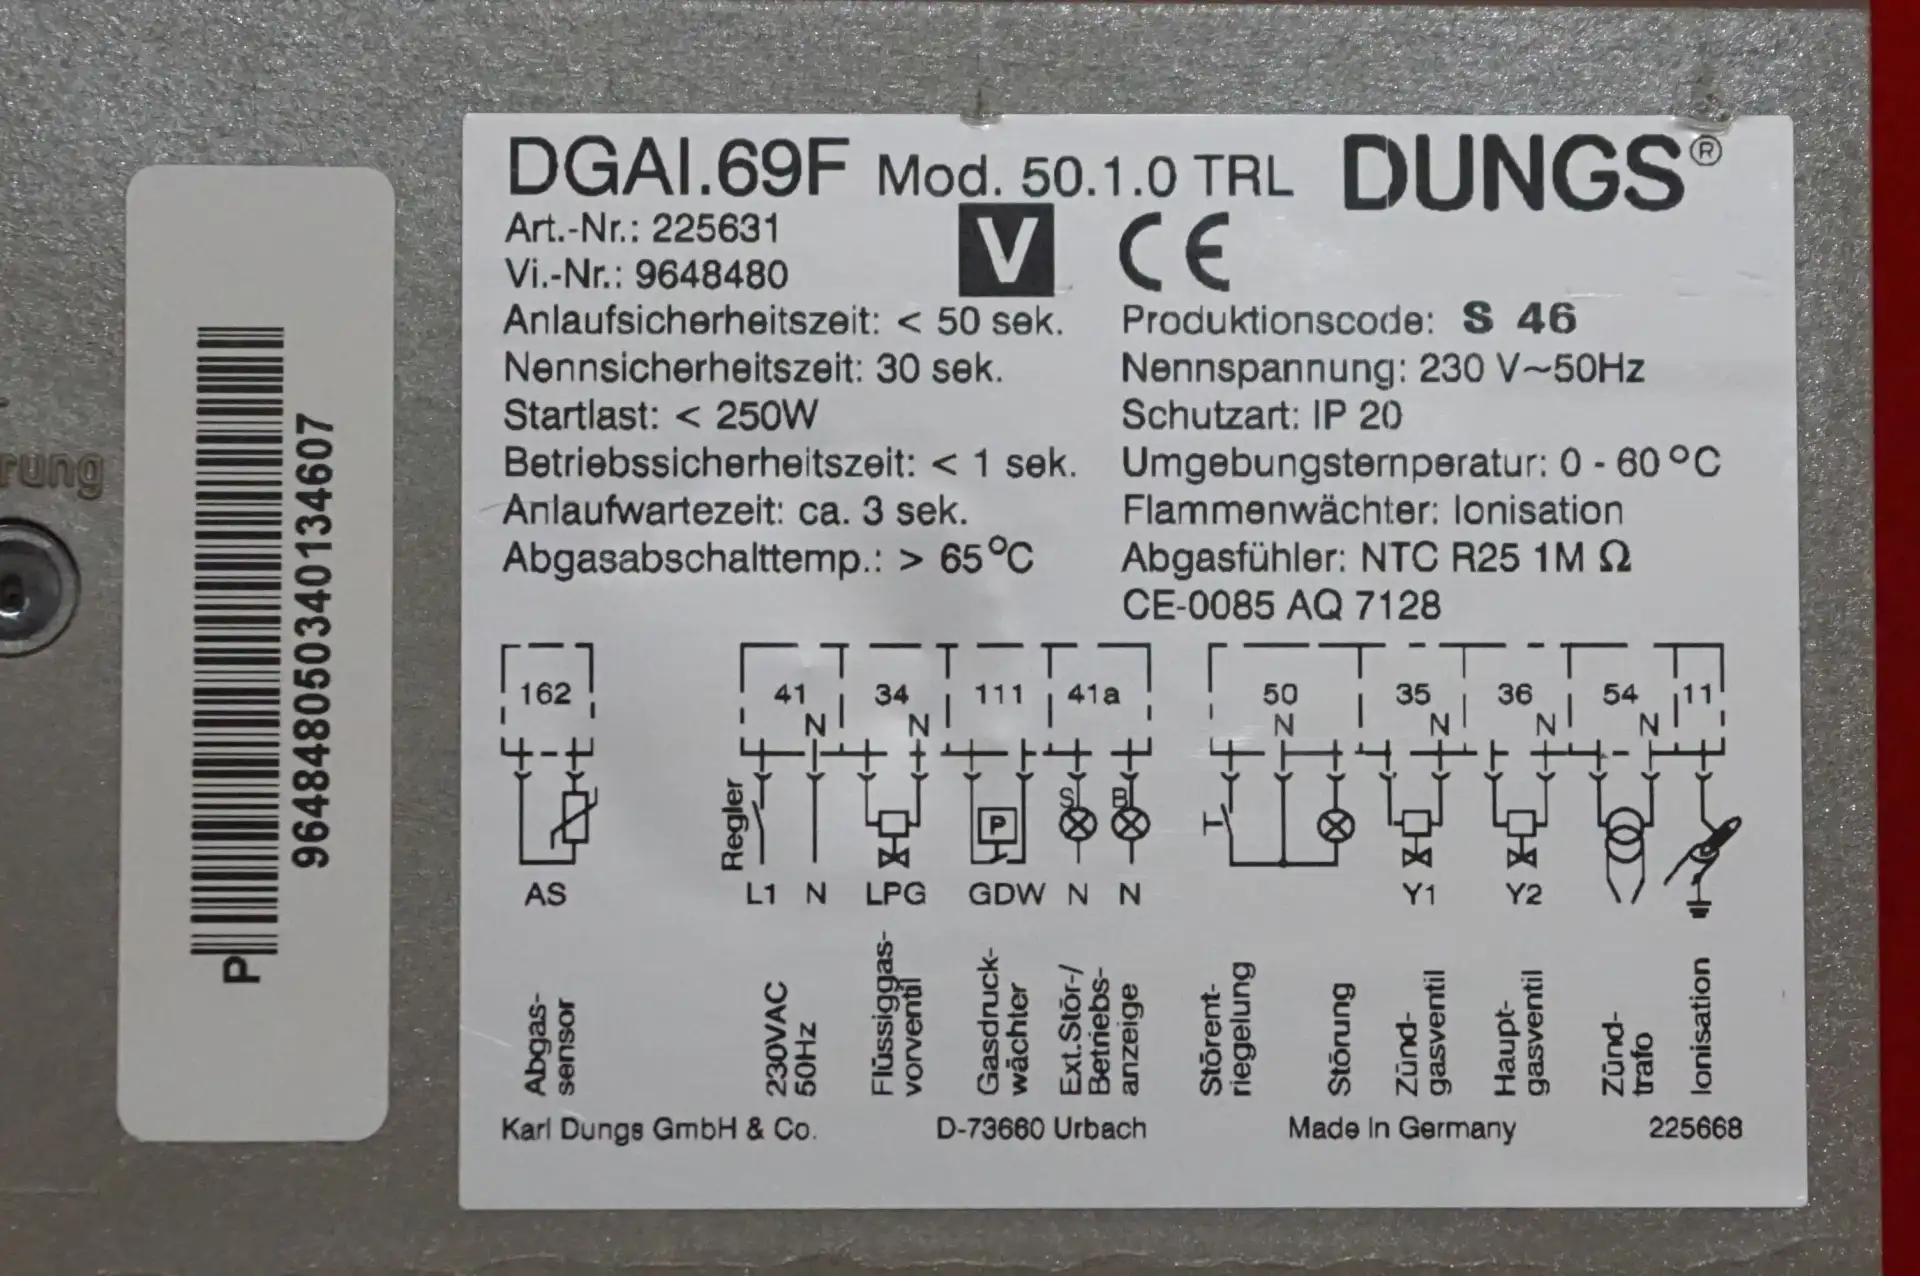 rung
P
9648480503401134607
DGAI.69F Mod. 50.1.0 TRL DUNGS®
Art.-Nr.: 225631
Vi.-Nr.: 9648480
V CE
Anlaufsicherheitszeit: < 50 sek.
Nennsicherheitszeit: 30 sek.
Startlast: < 250W
Betriebssicherheitszeit: < 1 sek.
Anlaufwartezeit: ca. 3 sek.
Abgasabschalttemp.: > 65°C
Produktionscode: S 46
Nennspannung: 230 V~50Hz
Schutzart: IP 20
Umgebungstemperatur: 0 - 60°C
Flammenwächter: Ionisation
Abgasfühler: NTC R25 1M Ω
CE-0085 AQ 7128
162 41 34 111 41a 50 35 36 54 11
N N N N N N
Regler P S B
AS L1 N LPG GDW N N Y1 Y2
Abgas-
sensor
230VAC
50Hz
Flüssiggas-
vorventil
Gasdruck-
wächter
Ext.Stör-/
Betriebs-
anzeige
Störent-
riegelung
Störung
Zünd-
gasventil
Haupt-
gasventil
Zünd-
trafo
Ionisation
Karl Dungs GmbH & Co. D-73660 Urbach Made In Germany 225668